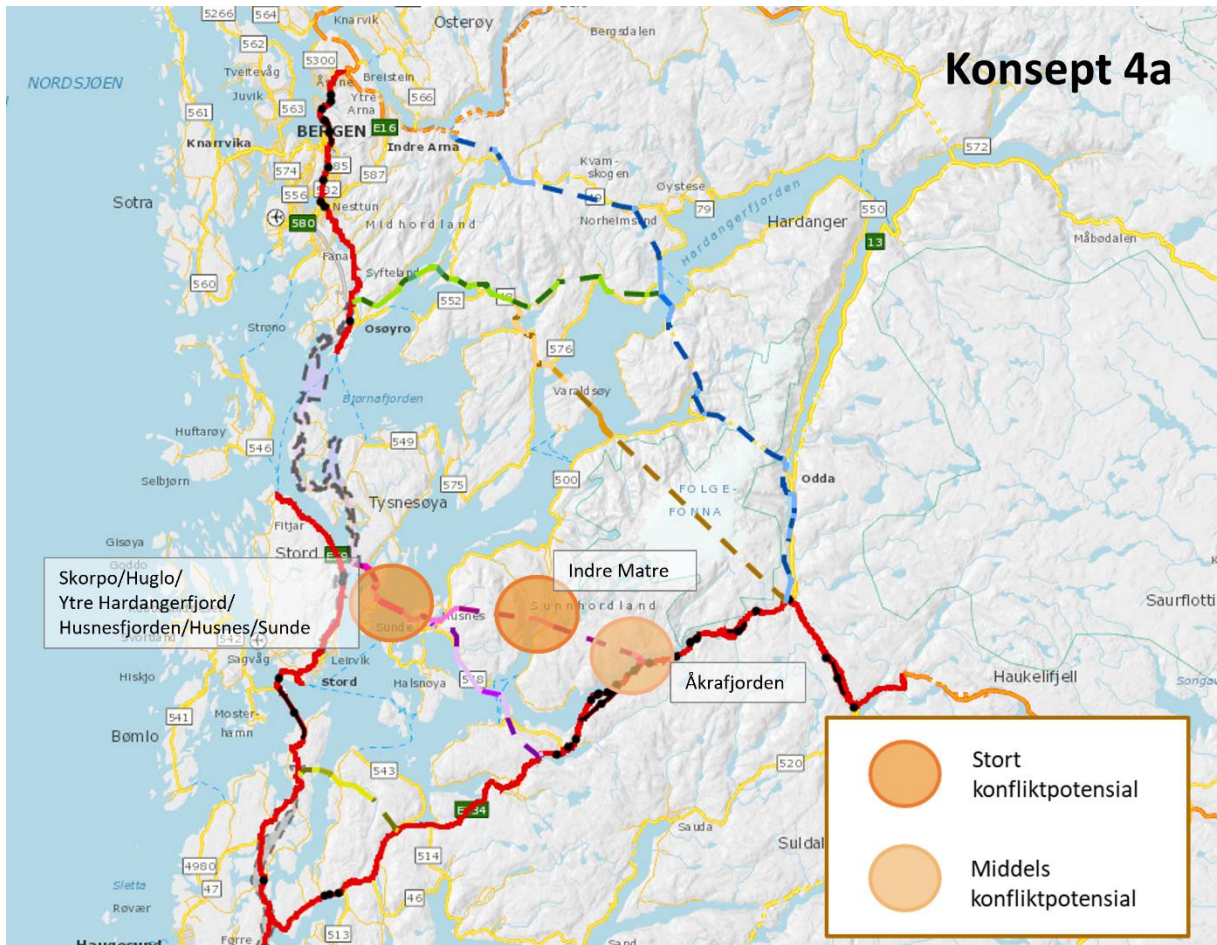 Konsept 4a
5266
564
Knarvik
Osterøy
Bergsdalen
562
NORDSJØEN
Tveitevåg
5300
Breistein
Juvik
563
Ytre
Arna
566
561
BERGEN
E16
Knarrvika
Indre Arna
572
574
587
Kvam-
skogen
Øystese
556
Sotra
Nesttun
Norheimsund
79
Hardangerfjorden
Hardanger
550
580
Midhordland
13
Måbødalen
Fana
560
Syfteland
552
Strøno
Osøyro
576
Bjørnafjorden
Varaldsøy
Huftarøy
546
549
Odda
Selbjørn
575
500
FOLGE-
FONNA
Tysnesøya
Fitjar
Gisøya
Stord
Goddo
Skorpo/Huglo/
Ytre Hardangerfjord/
Husnesfjorden/Husnes/Sunde
Indre Matre
Sunnhordland
Husnes
Saurflotti
Sunde
542
Sagvåg
Leirvik
Hiskjo
Stord
Halsnøya
Åkrafjorden
Haukelifjell
541
Moster-
hamn
Bømlo
520
543
Sauda
Suldal
514
4980
47
Sletta
Røvær
46
513
Haugesund
Førre
Sand
Stort
konfliktpotensial
Middels
konfliktpotensial